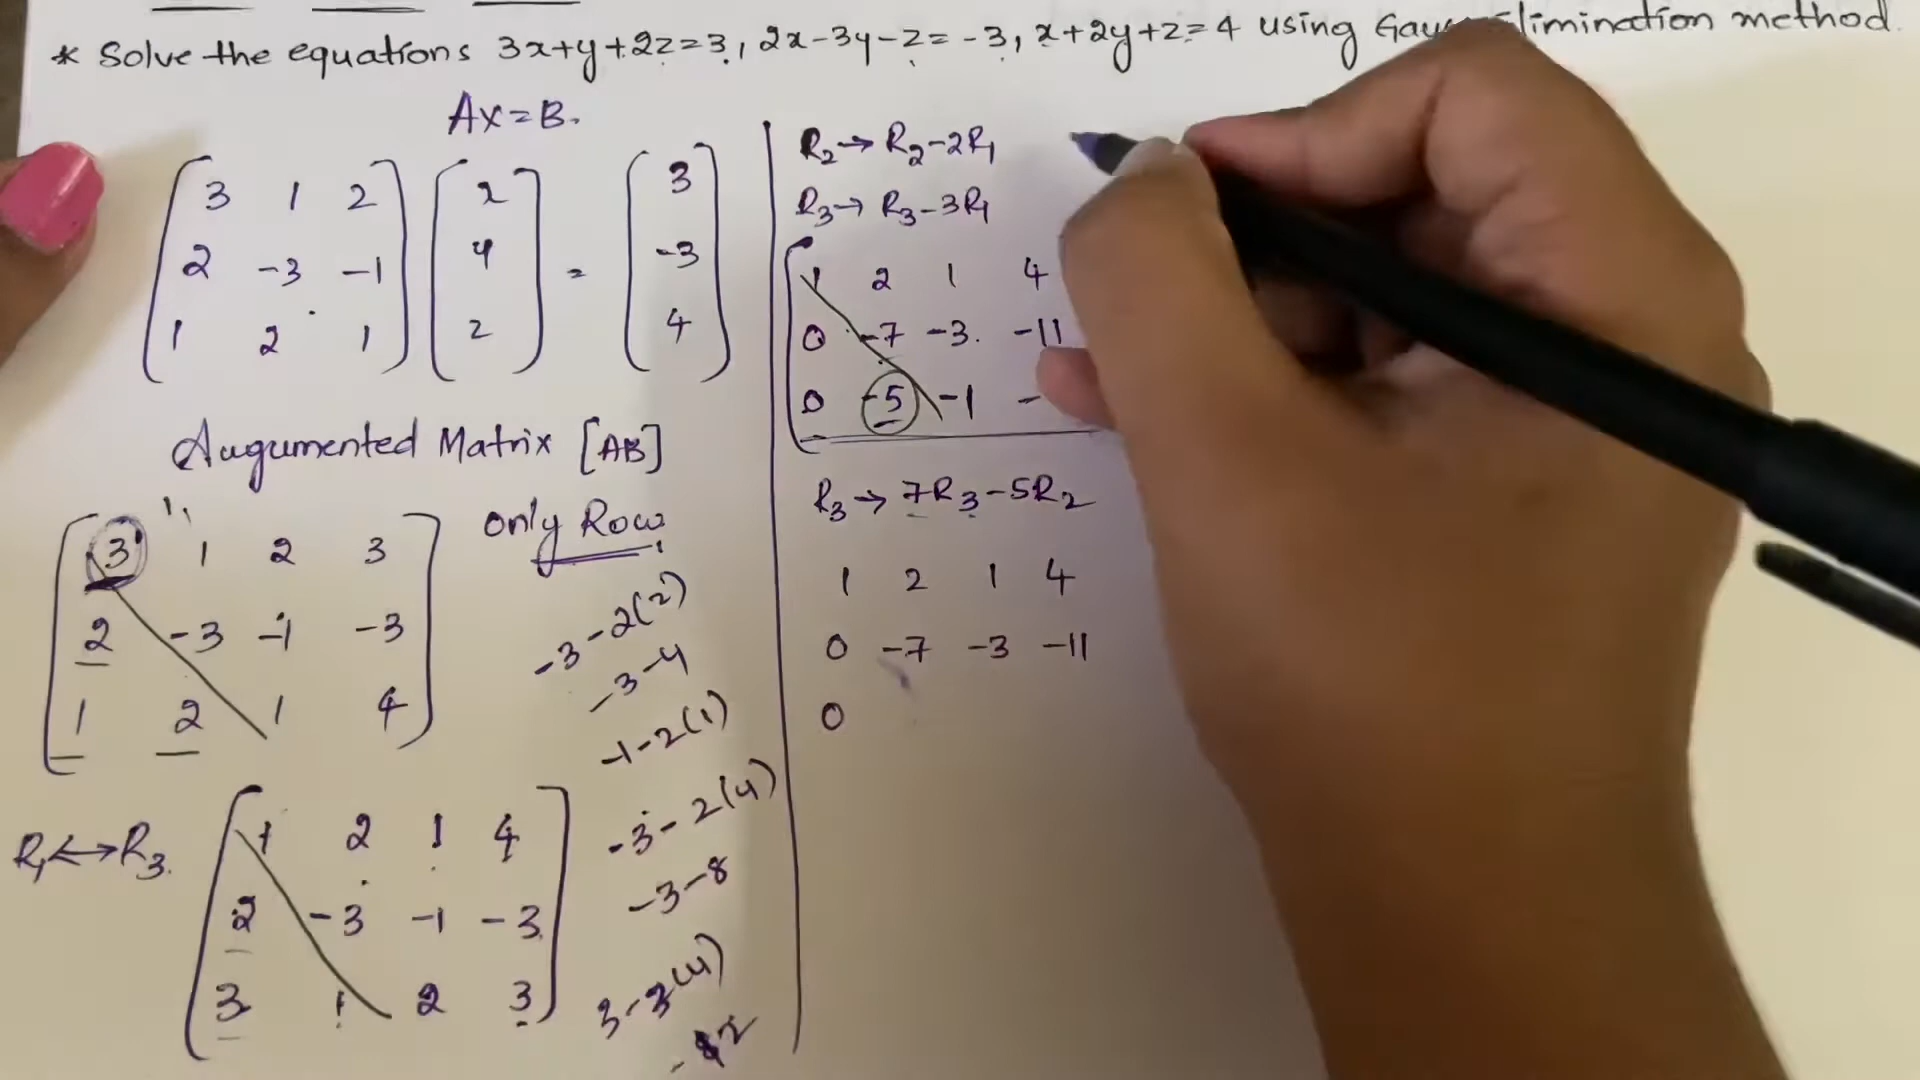 * Solve the equations 3x+y+2z=3, 2x-3y-z=-3, x+2y+z=4 using Gau limination method.
AX=B.
3 1 2
2 -3 -1
1 2 1
x
y
z
=
3
-3
4
Augumented Matrix [AB]
3 1 2 3
2 -3 -1 -3
1 2 1 4
only Row
-3-2(2)
-3-4
-1-2(1)
-3-2(4)
-3-8
3-3(4)
R1↔R3.
1 2 1 4
2 -3 -1 -3
3 1 2 3
R2→R2-2R1
R3→R3-3R1
1 2 1 4
0 -7 -3 -11
0 -5 -1 -
R3→7R3-5R2
1 2 1 4
0 -7 -3 -11
0